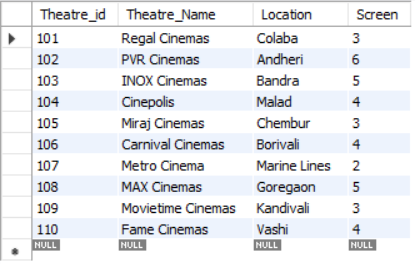 Theatre_id Theatre_Name Location Screen
101 Regal Cinemas Colaba 3
102 PVR Cinemas Andheri 6
103 INOX Cinemas Bandra 5
104 Cinepolis Malad 4
105 Miraj Cinemas Chembur 3
106 Carnival Cinemas Borivali 4
107 Metro Cinema Marine Lines 2
108 MAX Cinemas Goregaon 5
109 Movietime Cinemas Kandivali 3
110 Fame Cinemas Vashi 4
NULL NULL NULL NULL